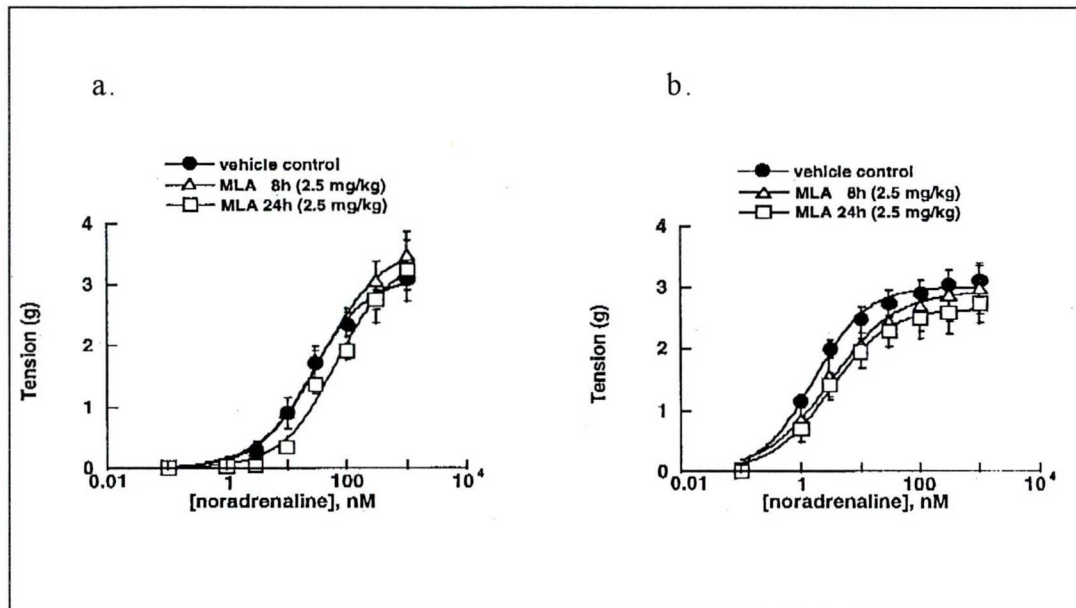 a.
vehicle control
MLA 8h (2.5 mg/kg)
MLA 24h (2.5 mg/kg)
4
3
2
1
0
Tension (g)
0.01 1 100 10⁴
[noradrenaline], nM
b.
vehicle control
MLA 8h (2.5 mg/kg)
MLA 24h (2.5 mg/kg)
4
3
2
1
0
Tension (g)
0.01 1 100 10⁴
[noradrenaline], nM